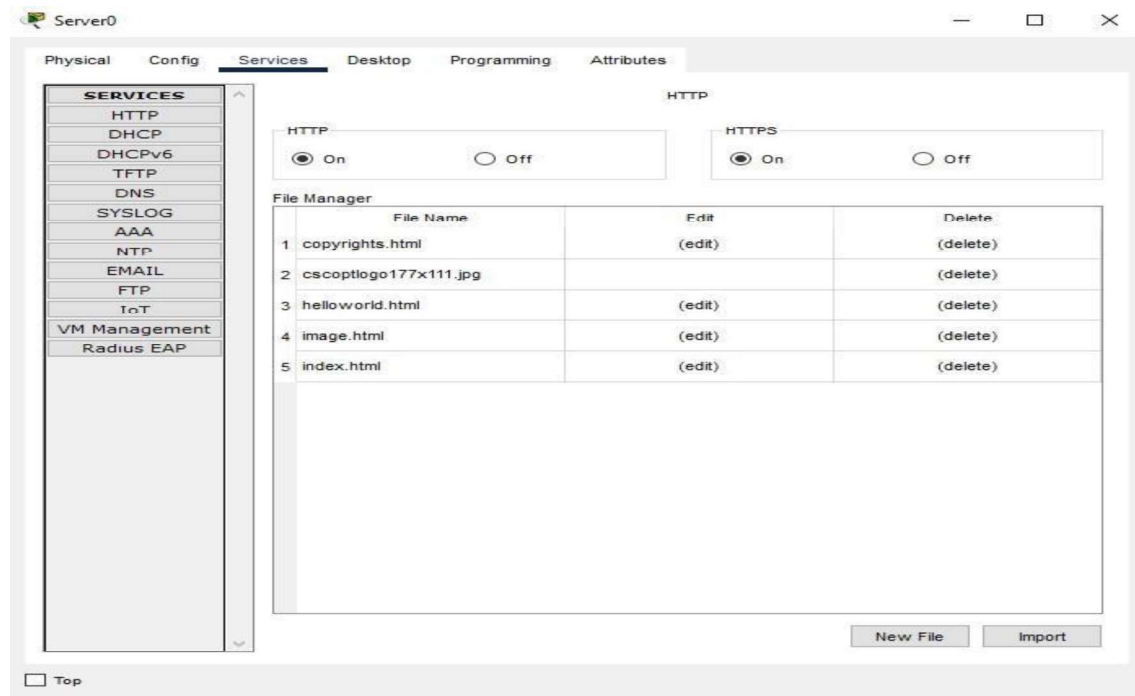 Server0
Physical Config Services Desktop Programming Attributes
SERVICES
HTTP
DHCP
DHCPv6
TFTP
DNS
SYSLOG
AAA
NTP
EMAIL
FTP
IoT
VM Management
Radius EAP
HTTP
HTTP
On Off
HTTPS
On Off
File Manager
File Name Edit Delete
1 copyrights.html (edit) (delete)
2 cscoptlogo177x111.jpg (delete)
3 helloworld.html (edit) (delete)
4 image.html (edit) (delete)
5 index.html (edit) (delete)
New File Import
Top